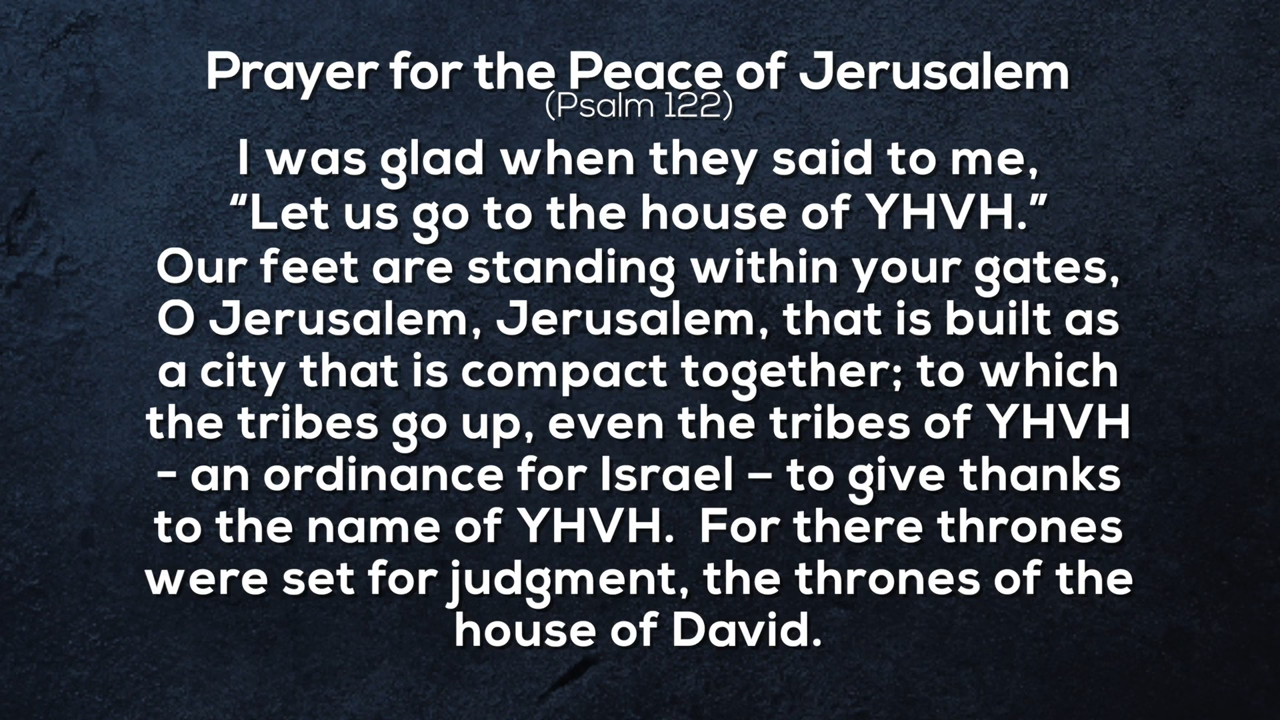 Prayer for the Peace of Jerusalem
(Psalm 122)
I was glad when they said to me,
“Let us go to the house of YHVH.”
Our feet are standing within your gates,
O Jerusalem, Jerusalem, that is built as
a city that is compact together; to which
the tribes go up, even the tribes of YHVH
- an ordinance for Israel – to give thanks
to the name of YHVH.  For there thrones
were set for judgment, the thrones of the
house of David.